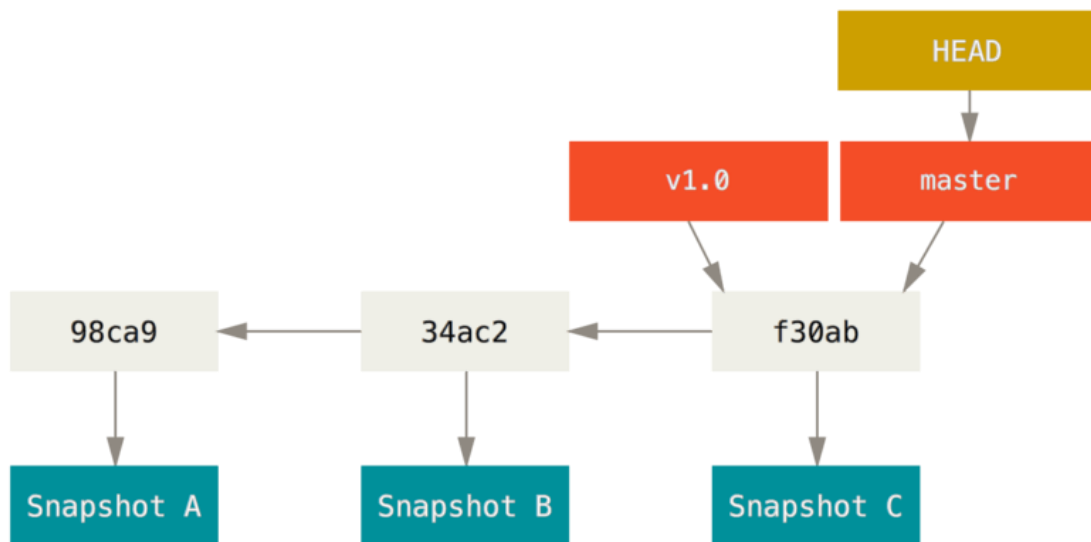 HEAD
v1.0
master
98ca9
34ac2
f30ab
Snapshot A
Snapshot B
Snapshot C